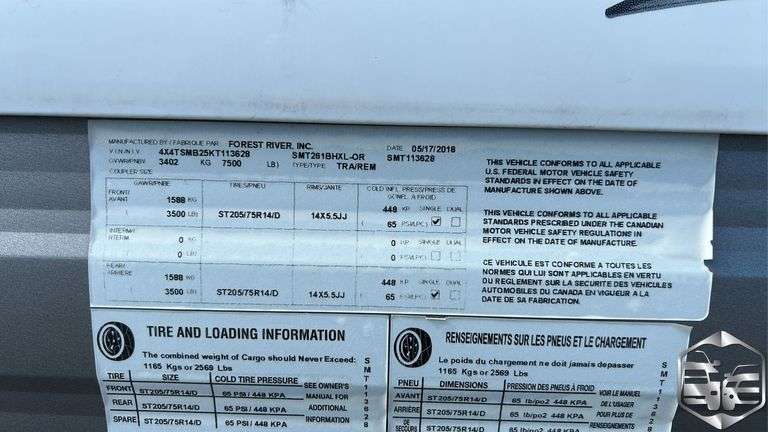 MANUFACTURED BY / FABRIQUE PAR FOREST RIVER, INC. DATE 05/17/2018
V.I.N./N.I.V. 4X4TSMB25KT113628 SMT261BHXL-OR SMT113628
GVWR/PNBV 3402 KG 7500 LB) TYPE/TYPE TRA/REM
COUPLER SIZE
GAWR/PNBE TIRES/PNEU RIMS/JANTE COLD INFL PRESS/PRESS DE
GONFL A FROID)
FRONT/
AVANT 1588 KG 448 KP SINGLE DUAL
3500 LB) ST205/75R14/D 14X5.5JJ ( 65 PSI/LPC)
INTERM/
INTERM 0 KG 0 KP SINGLE DUAL
0 LB) ( 0 PSI/LPC)
REAR/
ARRIERE 1588 KG 448 KP SINGLE DUAL
3500 LB) ST205/75R14/D 14X5.5JJ ( 65 PSI/LPC)
THIS VEHICLE CONFORMS TO ALL APPLICABLE
U.S. FEDERAL MOTOR VEHICLE SAFETY
STANDARDS IN EFFECT ON THE DATE OF
MANUFACTURE SHOWN ABOVE.
THIS VEHICLE CONFORMS TO ALL APPLICABLE
STANDARDS PRESCRIBED UNDER THE CANADIAN
MOTOR VEHICLE SAFETY REGULATIONS IN
EFFECT ON THE DATE OF MANUFACTURE.
CE VEHICULE EST CONFORME A TOUTES LES
NORMES QUI LUI SONT APPLICABLES EN VERTU
DU REGLEMENT SUR LA SECURITE DES VEHICULES
AUTOMOBILES DU CANADA EN VIGUEUR A LA
DATE DE SA FABRICATION.
TIRE AND LOADING INFORMATION
The combined weight of Cargo should Never Exceed:
1165 Kgs or 2569 Lbs
TIRE SIZE COLD TIRE PRESSURE SEE OWNER'S
FRONT ST205/75R14/D 65 PSI / 448 KPA MANUAL FOR
REAR ST205/75R14/D 65 PSI / 448 KPA ADDITIONAL
SPARE ST205/75R14/D 65 PSI / 448 KPA INFORMATION
SMT113628
RENSEIGNEMENTS SUR LES PNEUS ET LE CHARGEMENT
Le poids du chargement ne doit jamais depasser
1165 Kgs or 2569 Lbs
PNEU DIMENSIONS PRESSION DES PNEUS À FROID VOIR LE MANUEL
AVANT ST205/75R14/D 65 lb/po2 448 KPA DE L'USAGER
ARRIÈRE ST205/75R14/D 65 lb/po2 448 KPA POUR PLUS DE
DE SECOURS ST205/75R14/D 65 lb/po2 448 KPA RENSEIGNEMENTS